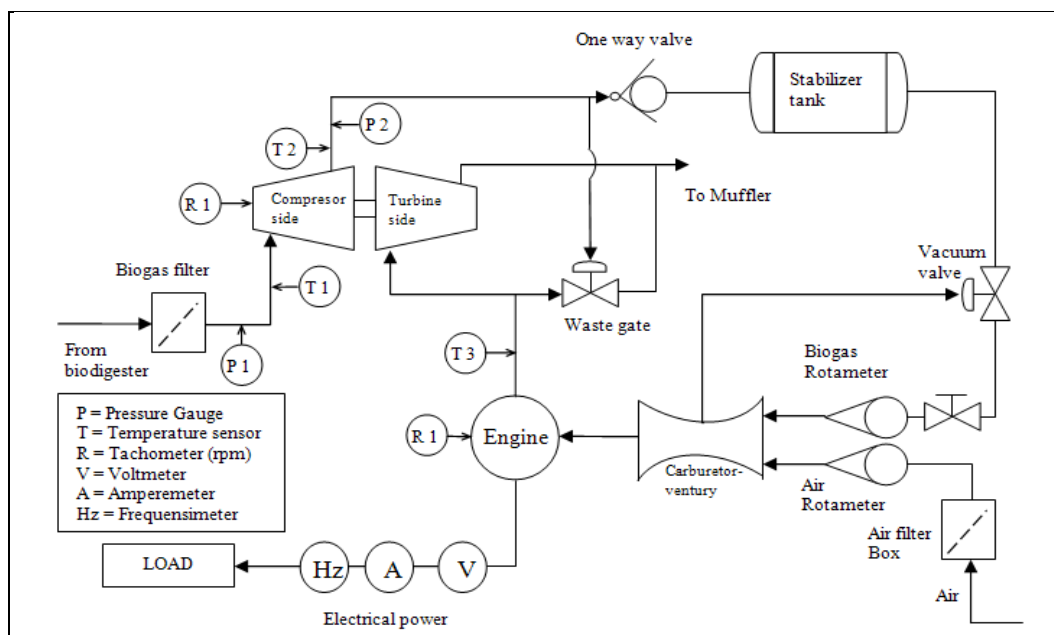 One way valve
Stabilizer
tank
P 2
T 2
R 1
Compresor
side
Turbine
side
To Muffler
Biogas filter
T 1
Vacuum
valve
Waste gate
From
biodigester
P 1
T 3
Biogas
Rotameter
P = Pressure Gauge
T = Temperature sensor
R = Tachometer (rpm)
V = Voltmeter
A = Amperemeter
Hz = Frequensimeter
R 1
Engine
Carburetor-
ventury
Air
Rotameter
Air filter
Box
LOAD
Hz
A
V
Air
Electrical power